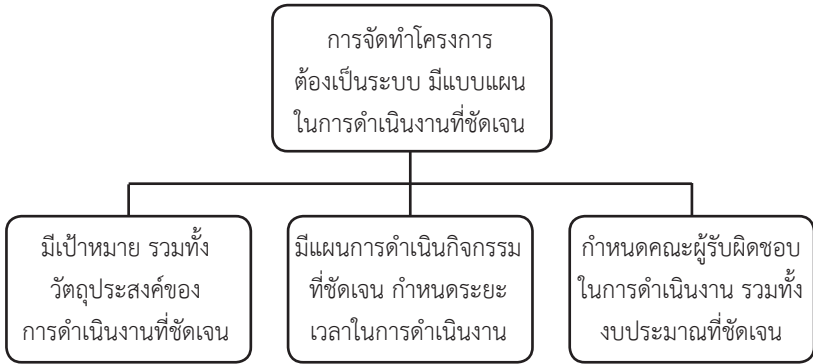 การจัดทำโครงการ
ต้องเป็นระบบ มีแบบแผน
ในการดำเนินงานที่ชัดเจน
มีเป้าหมาย รวมทั้ง
วัตถุประสงค์ของ
การดำเนินงานที่ชัดเจน
มีแผนการดำเนินกิจกรรม
ที่ชัดเจน กำหนดระยะ
เวลาในการดำเนินงาน
กำหนดคณะผู้รับผิดชอบ
ในการดำเนินงาน รวมทั้ง
งบประมาณที่ชัดเจน